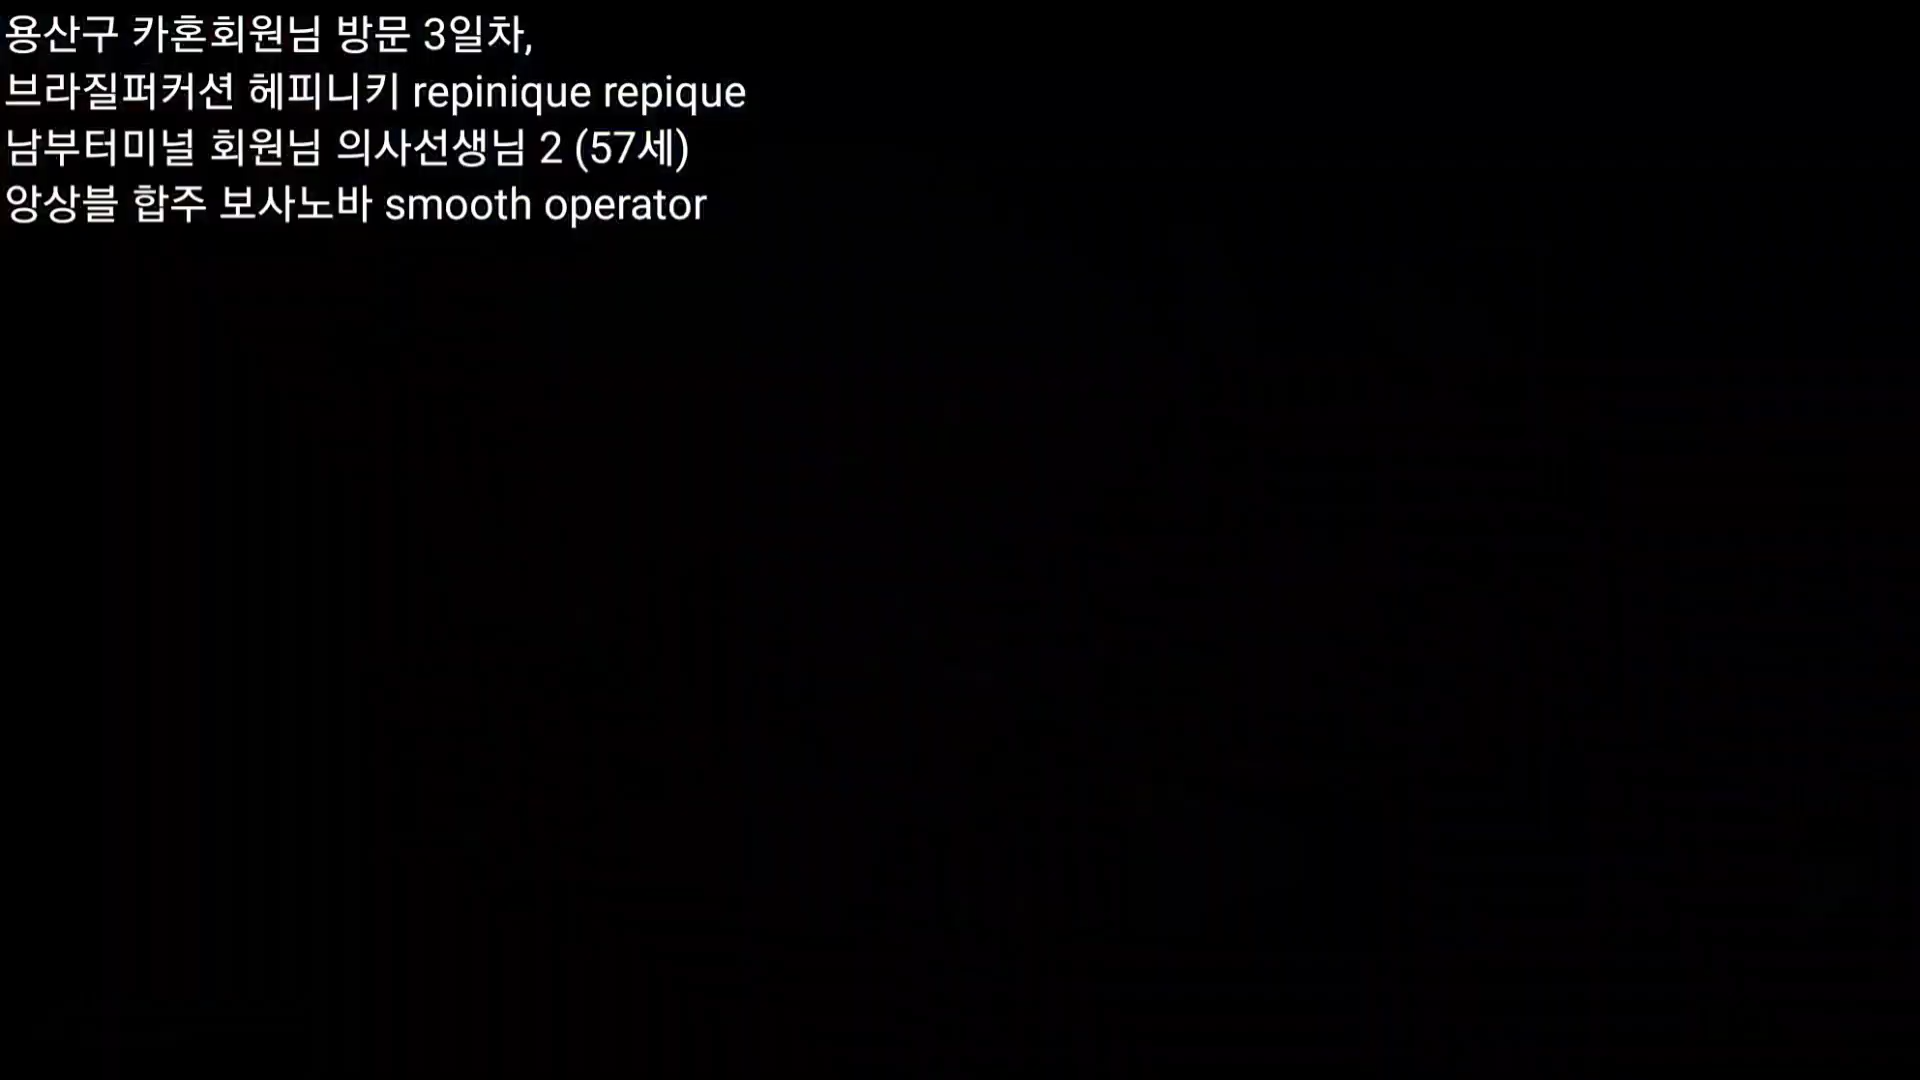 용산구 카혼회원님 방문 3일차,
브라질퍼커션 헤피니키 repinique repique
남부터미널 회원님 의사선생님 2 (57세)
앙상블 합주 보사노바 smooth operator